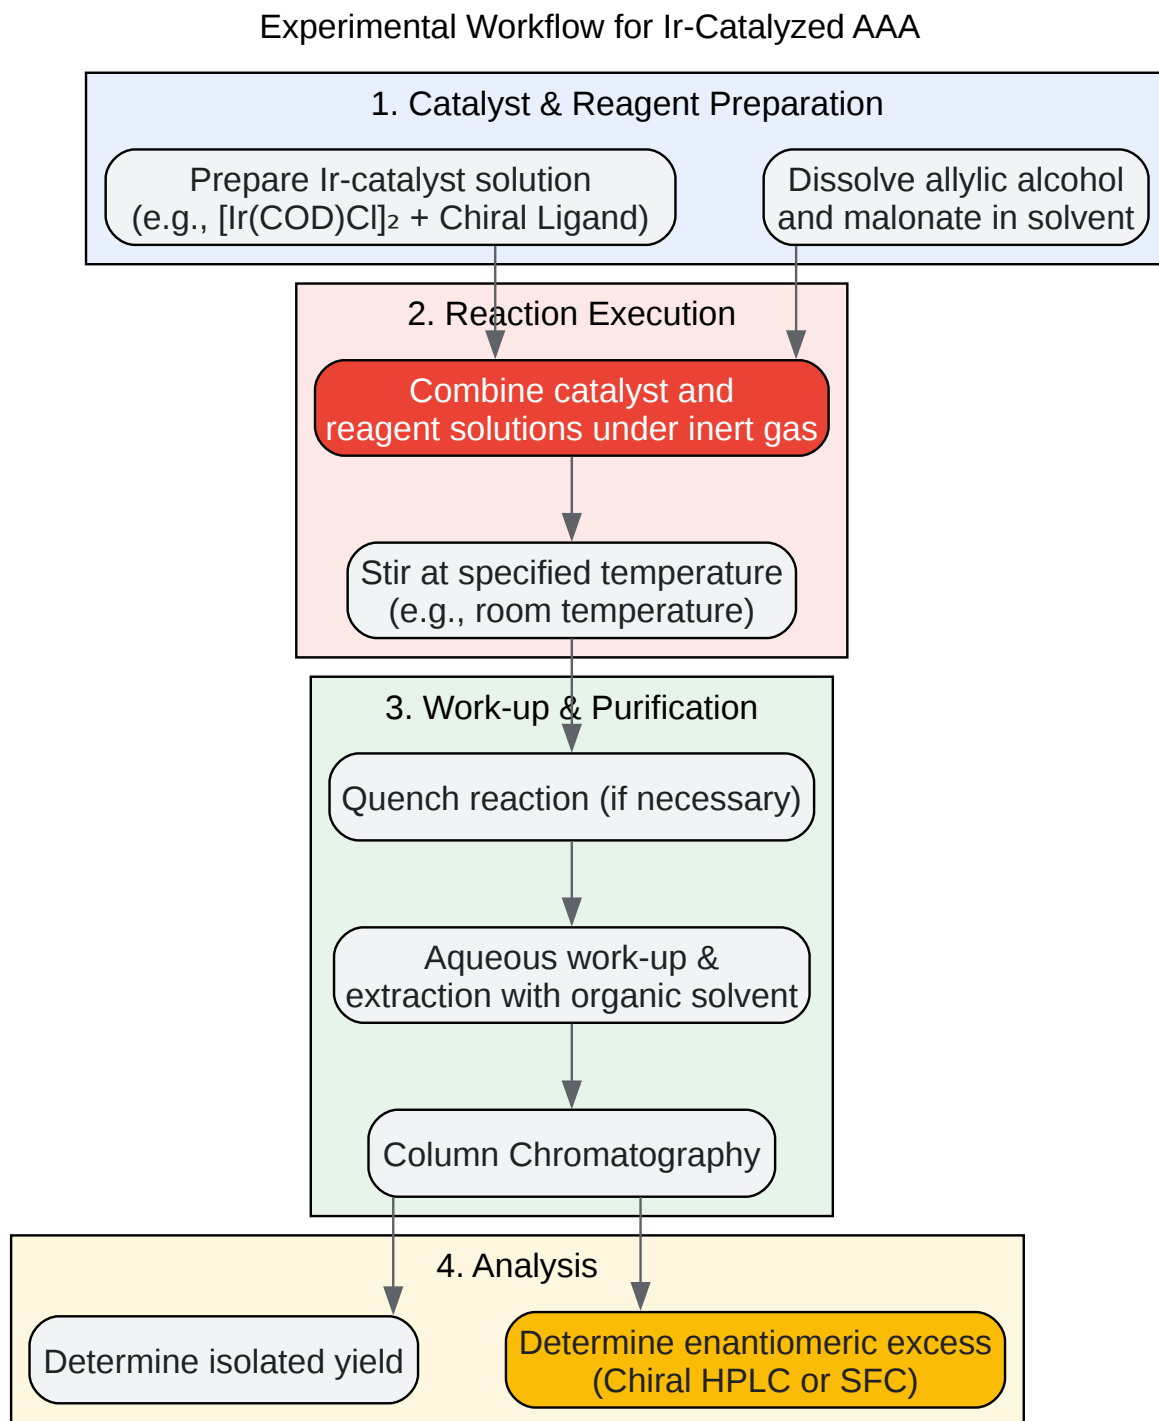 Experimental Workflow for Ir-Catalyzed AAA
1. Catalyst & Reagent Preparation
Prepare Ir-catalyst solution
(e.g., [Ir(COD)Cl]₂ + Chiral Ligand)
Dissolve allylic alcohol
and malonate in solvent
2. Reaction Execution
Combine catalyst and
reagent solutions under inert gas
Stir at specified temperature
(e.g., room temperature)
3. Work-up & Purification
Quench reaction (if necessary)
Aqueous work-up &
extraction with organic solvent
Column Chromatography
4. Analysis
Determine isolated yield
Determine enantiomeric excess
(Chiral HPLC or SFC)